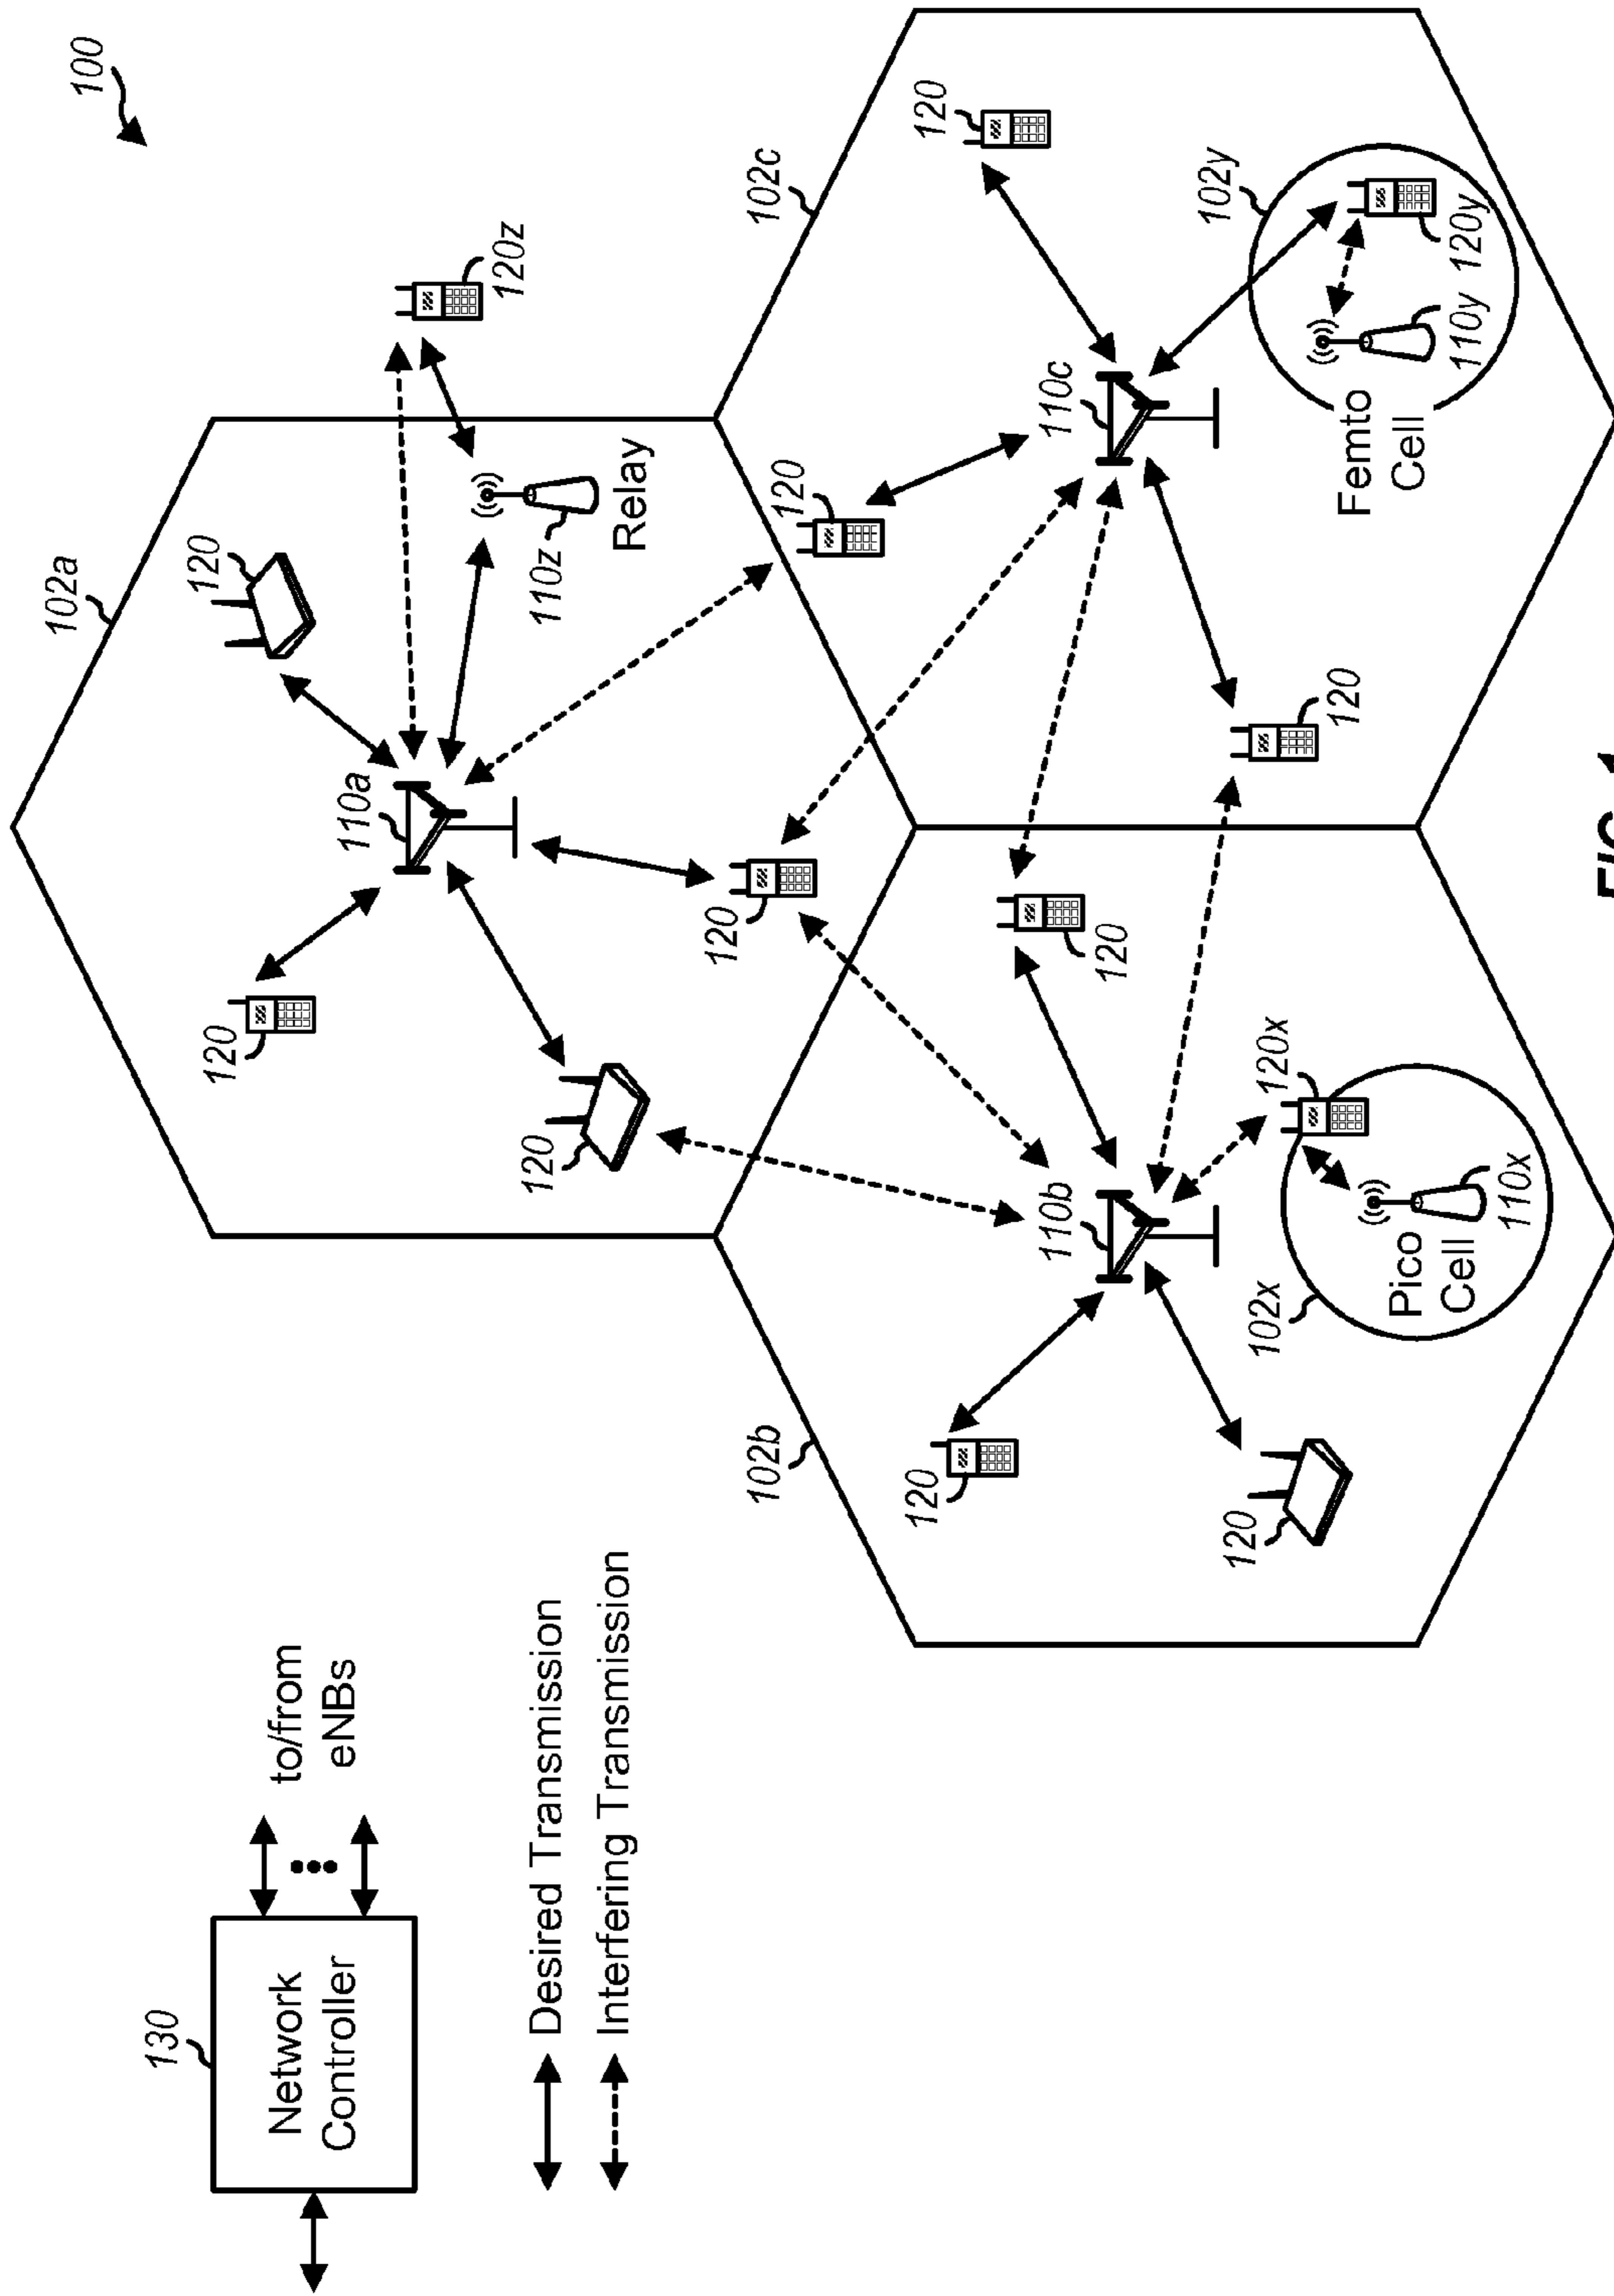 100
130
Network
Controller
to/from
eNBs
Desired Transmission
Interfering Transmission
102a
120
110a
120
120
120z
110z
Relay
120
120
102b
120
110b
120
120
102x
Pico
Cell
110x
120x
102c
120
110c
120
120
102y
Femto
Cell
110y
120y
FIG. 1